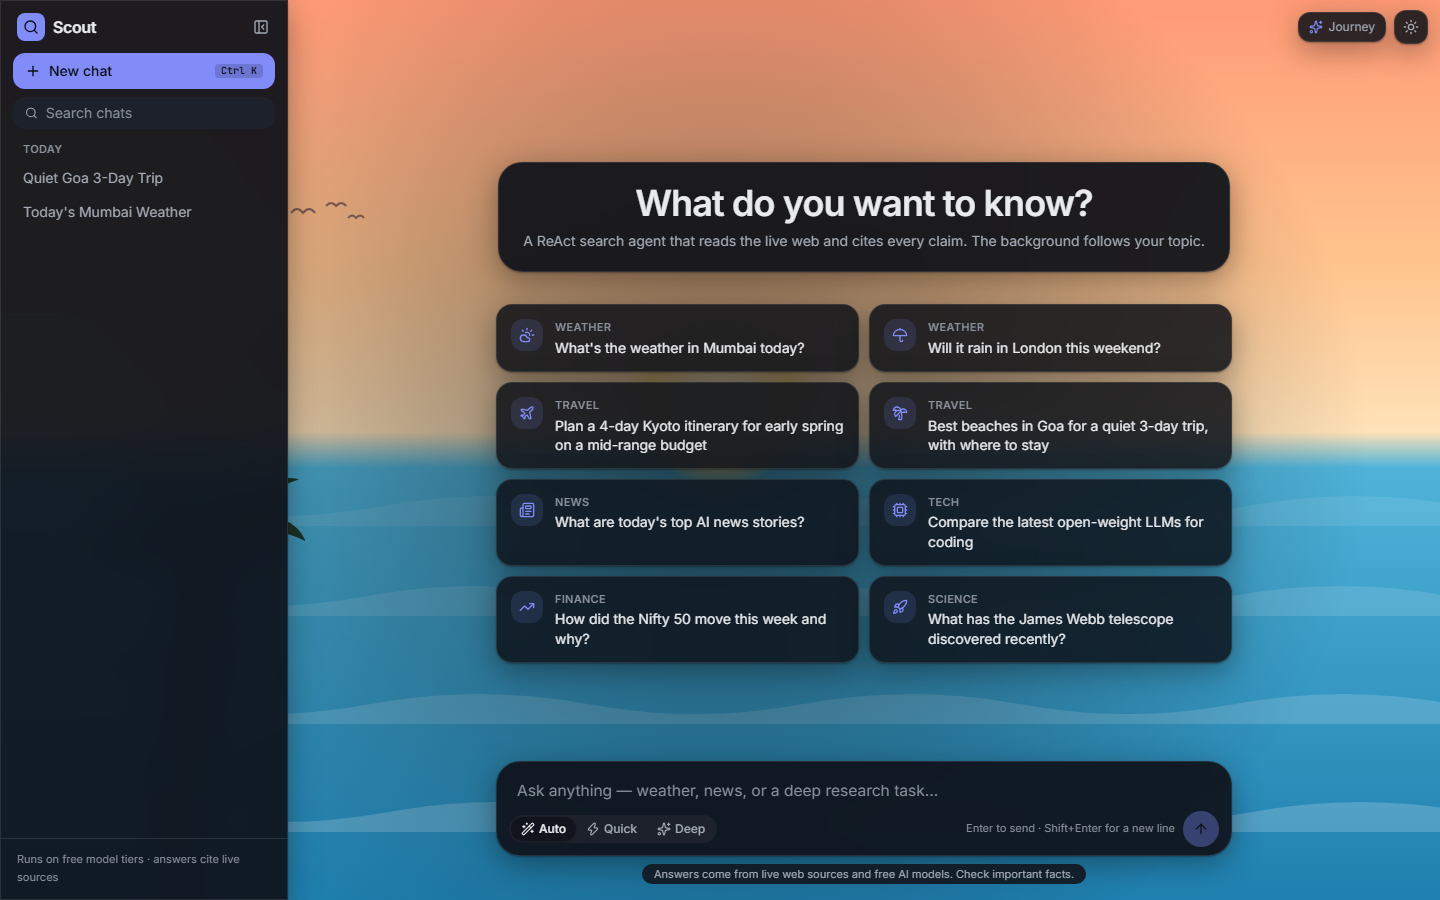 Scout
New chat
Ctrl K
Search chats
TODAY
Quiet Goa 3-Day Trip
Today's Mumbai Weather
Runs on free model tiers · answers cite live
sources
Journey
What do you want to know?
A ReAct search agent that reads the live web and cites every claim. The background follows your topic.
WEATHER
What's the weather in Mumbai today?
WEATHER
Will it rain in London this weekend?
TRAVEL
Plan a 4-day Kyoto itinerary for early spring
on a mid-range budget
TRAVEL
Best beaches in Goa for a quiet 3-day trip,
with where to stay
NEWS
What are today's top AI news stories?
TECH
Compare the latest open-weight LLMs for
coding
FINANCE
How did the Nifty 50 move this week and
why?
SCIENCE
What has the James Webb telescope
discovered recently?
Ask anything — weather, news, or a deep research task...
Auto
Quick
Deep
Enter to send · Shift+Enter for a new line
Answers come from live web sources and free AI models. Check important facts.